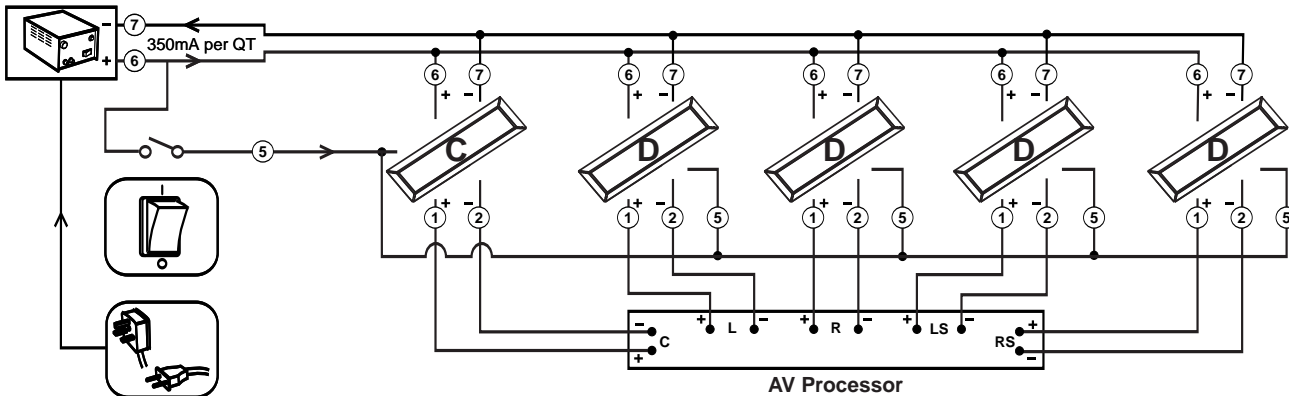 - 7
350mA per QT
+ 6
6 7 6 7 6 7 6 7 6 7
+ - + - + - + - + -
5 C D D D D
I
+ - + - + - + - + -
1 2 1 2 5 1 2 5 1 2 5 1 2 5
+ L - + R - + LS - +
- C RS
+ -
AV Processor